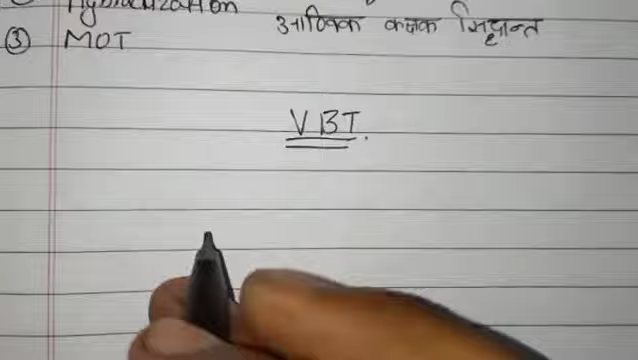 Hybridization
③ MOT आण्विक कक्षक सिद्धान्त
VBT.